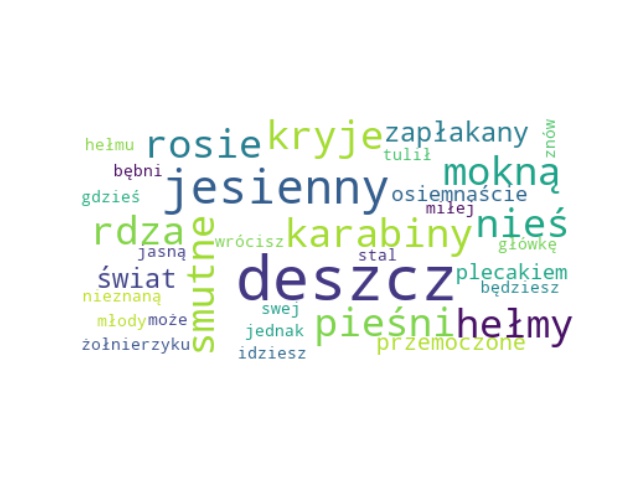 hełmu
rosie
kryje
zapłakany
znów
tulił
bębni
mokną
gdzieś
jesienny
osiemnaście
miłej
nieś
rdza
smutne
wrócisz
karabiny
główkę
jasną
stal
świat
deszcz
plecakiem
będziesz
nieznaną
swej
młody
może
jednak
pieśni
hełmy
żołnierzyku
idziesz
przemoczone